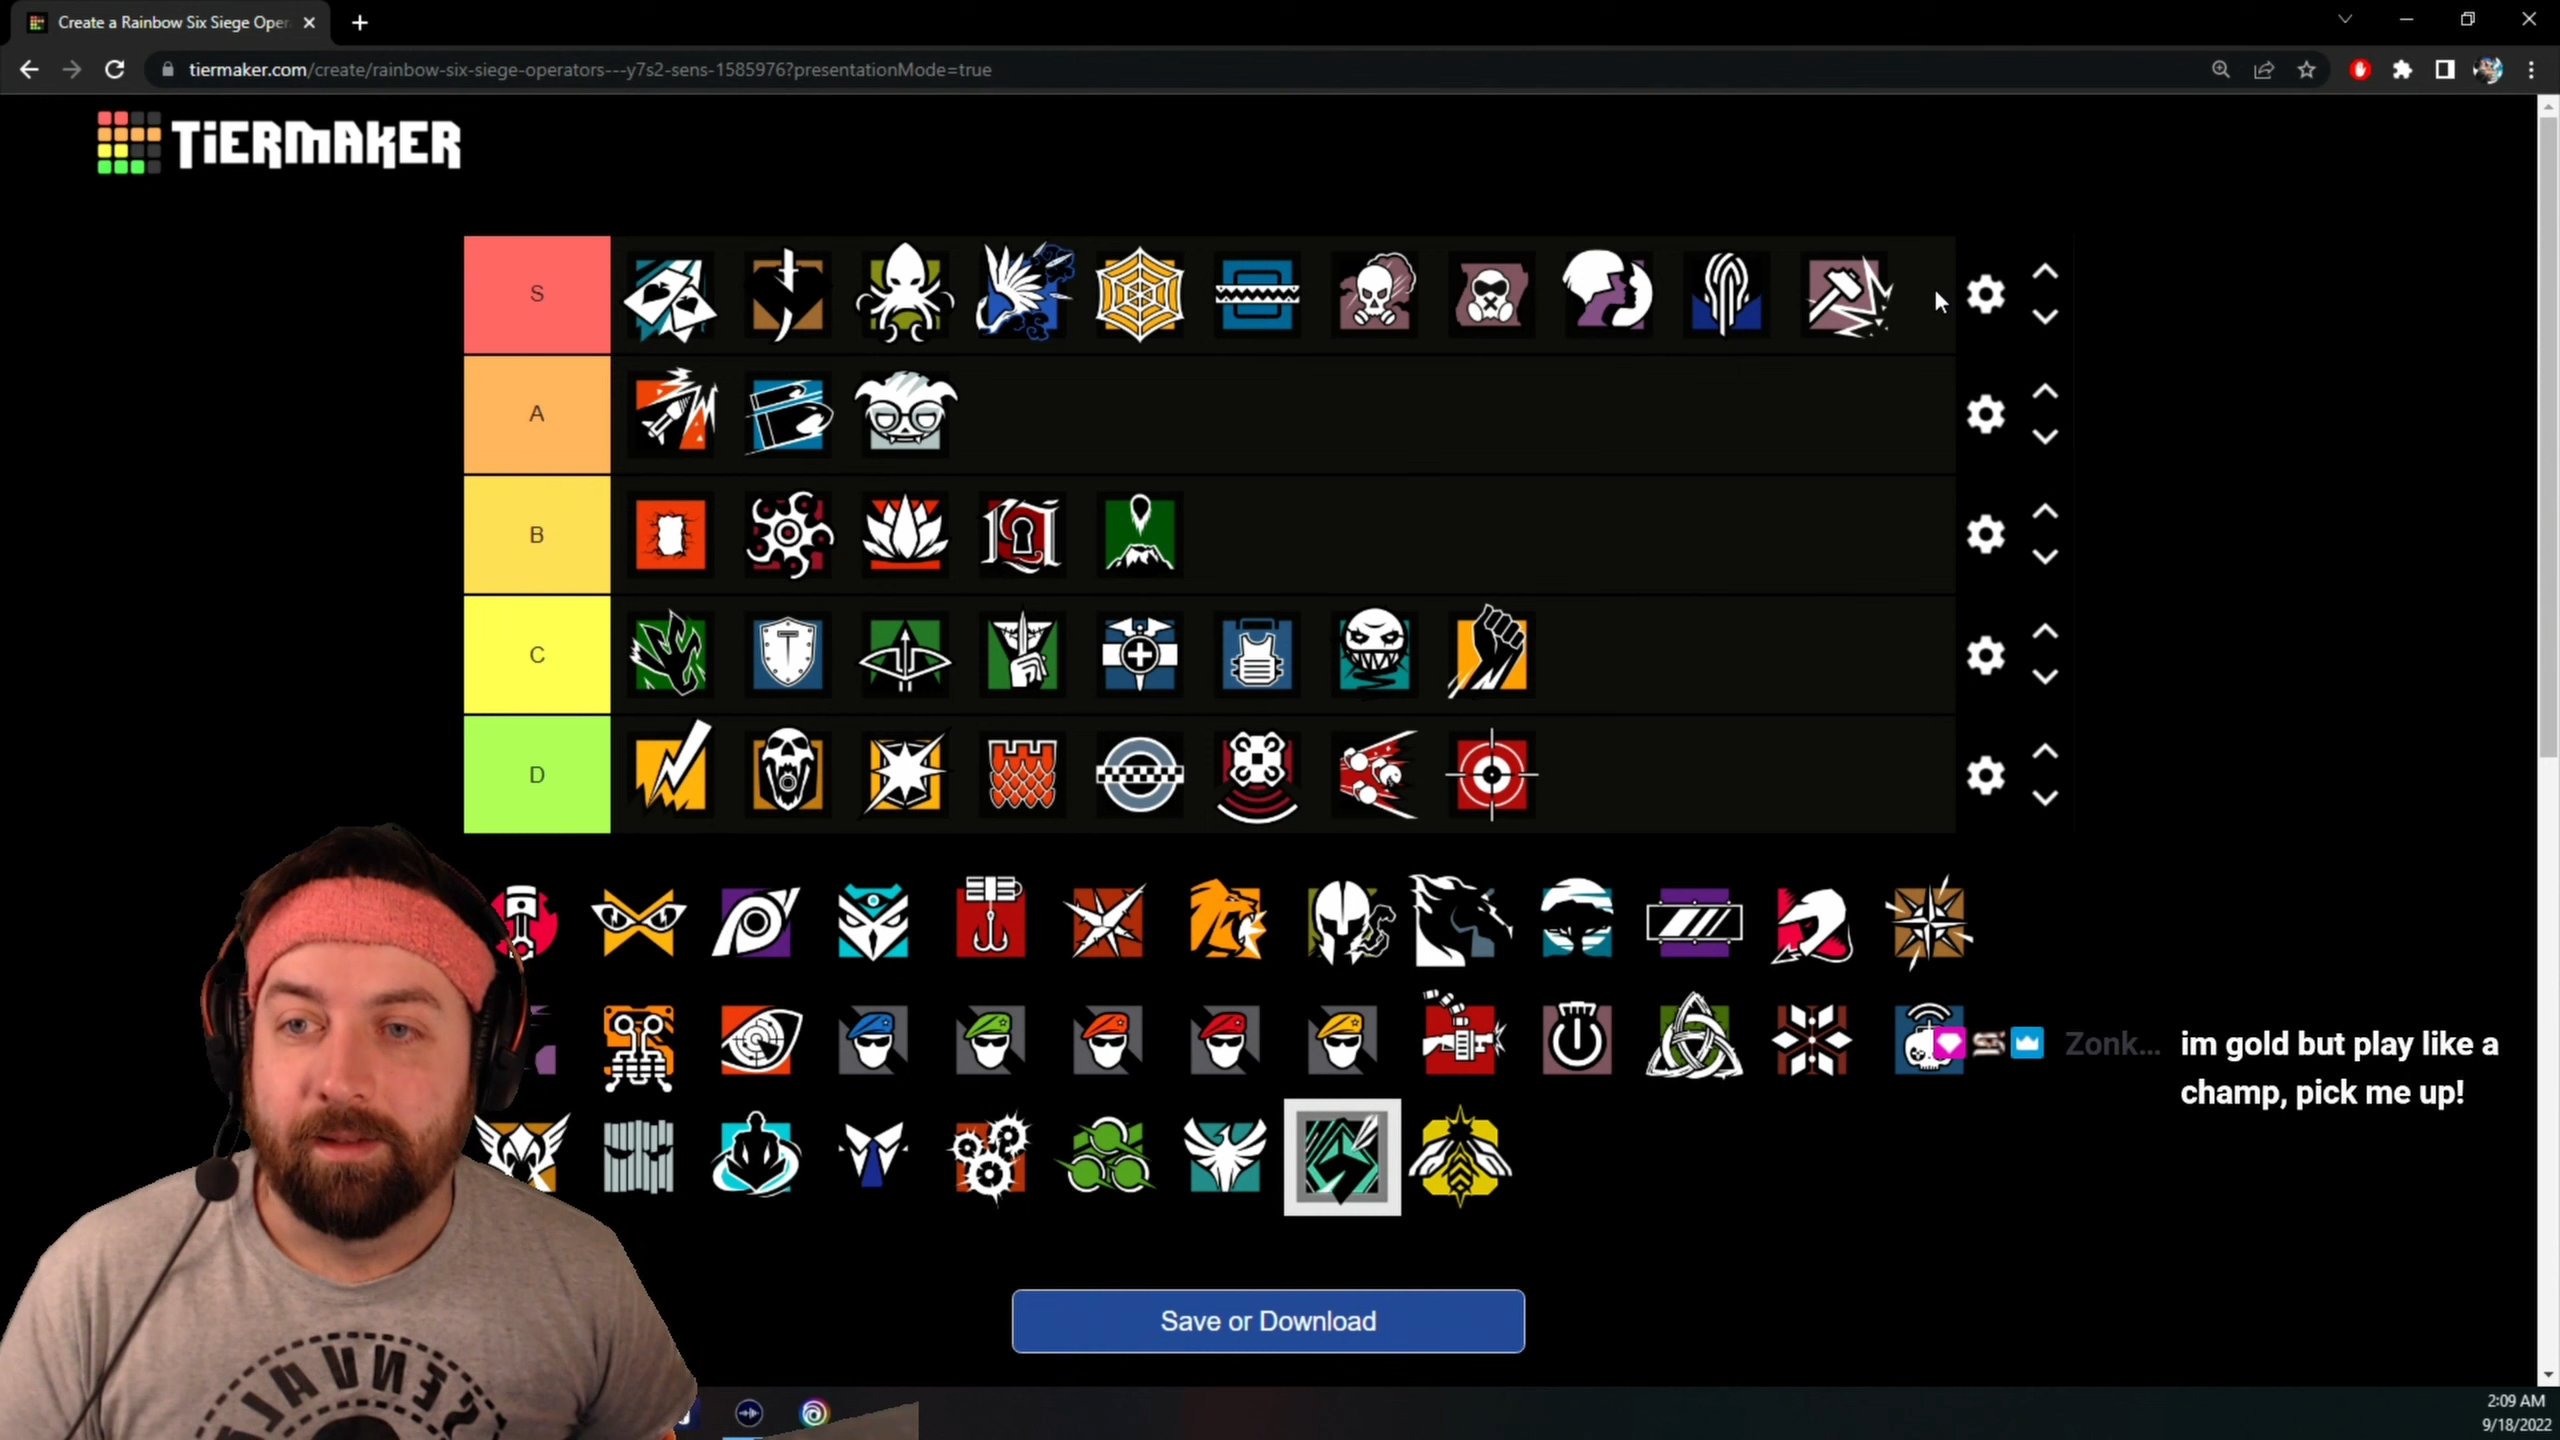 Create a Rainbow Six Siege Oper
tiermaker.com/create/rainbow-six-siege-operators---y7s2-sens-1585976?presentationMode=true
TiERMAKER
S
A
B
C
D
Zonk... im gold but play like a
champ, pick me up!
Save or Download
2:09 AM
9/18/2022